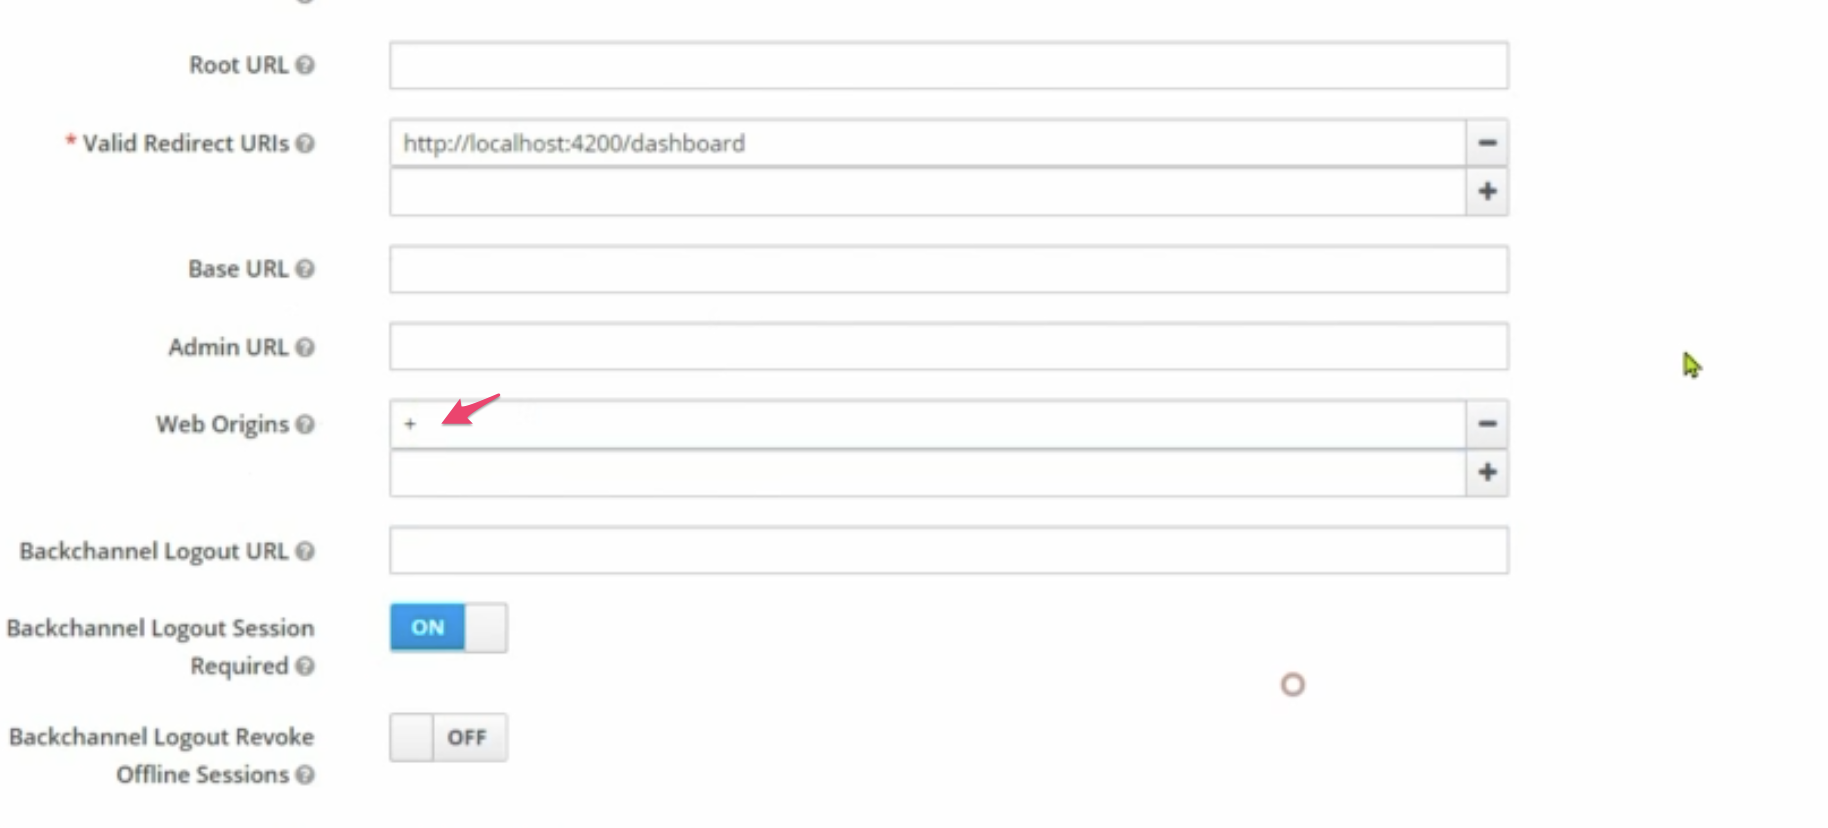 Root URL
* Valid Redirect URIs
http://localhost:4200/dashboard
Base URL
Admin URL
Web Origins
+
Backchannel Logout URL
Backchannel Logout Session
Required
ON
Backchannel Logout Revoke
Offline Sessions
OFF